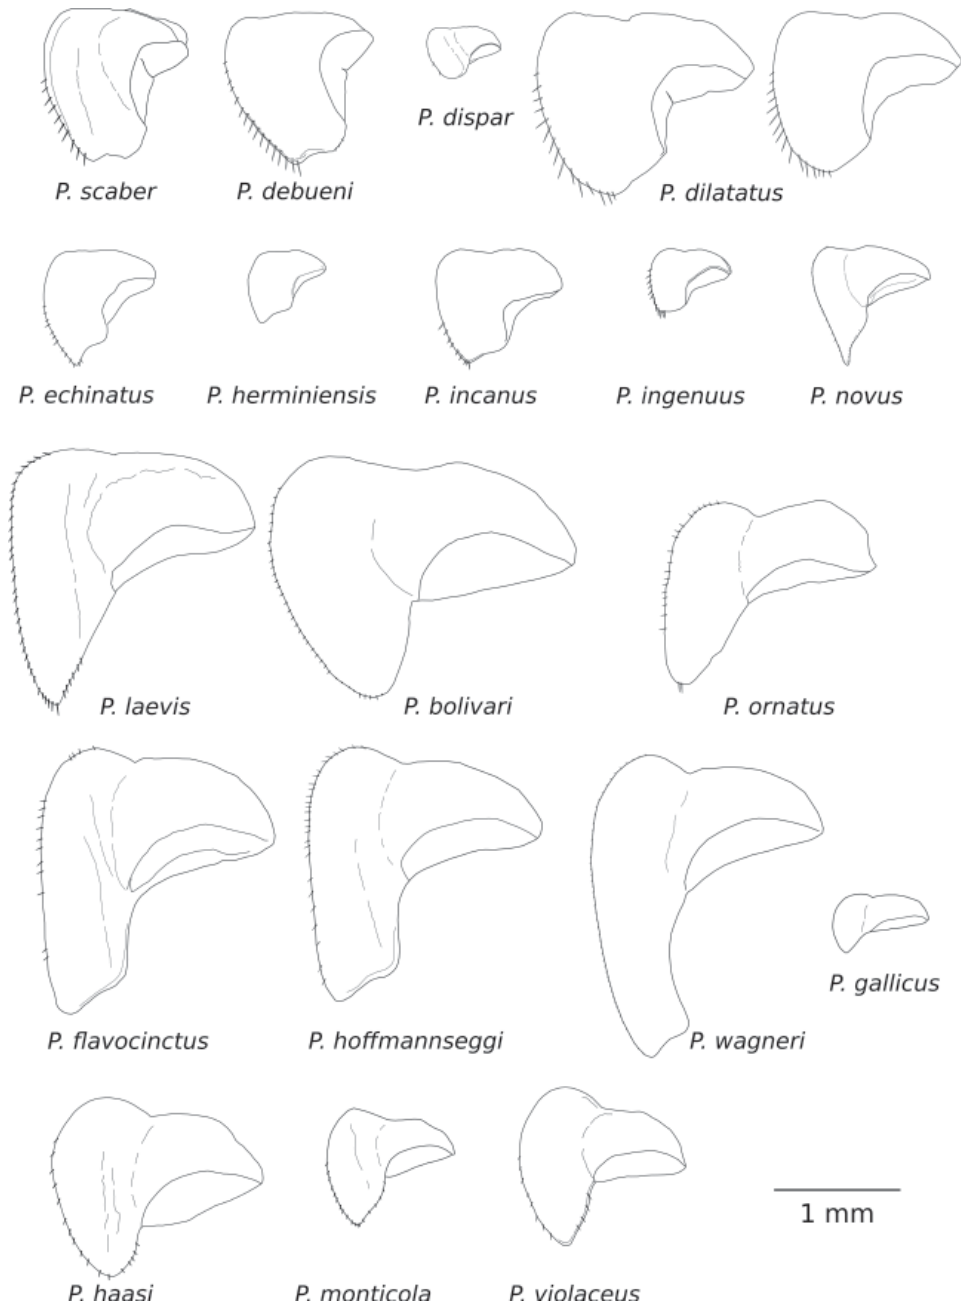 P. dispar
P. scaber
P. debueni
P. dilatatus
P. echinatus
P. herminiensis
P. incanus
P. ingenuus
P. novus
P. laevis
P. bolivari
P. ornatus
P. gallicus
P. flavocinctus
P. hoffmannseggi
P. wagneri
1 mm
P. haasi
P. monticola
P. violaceus